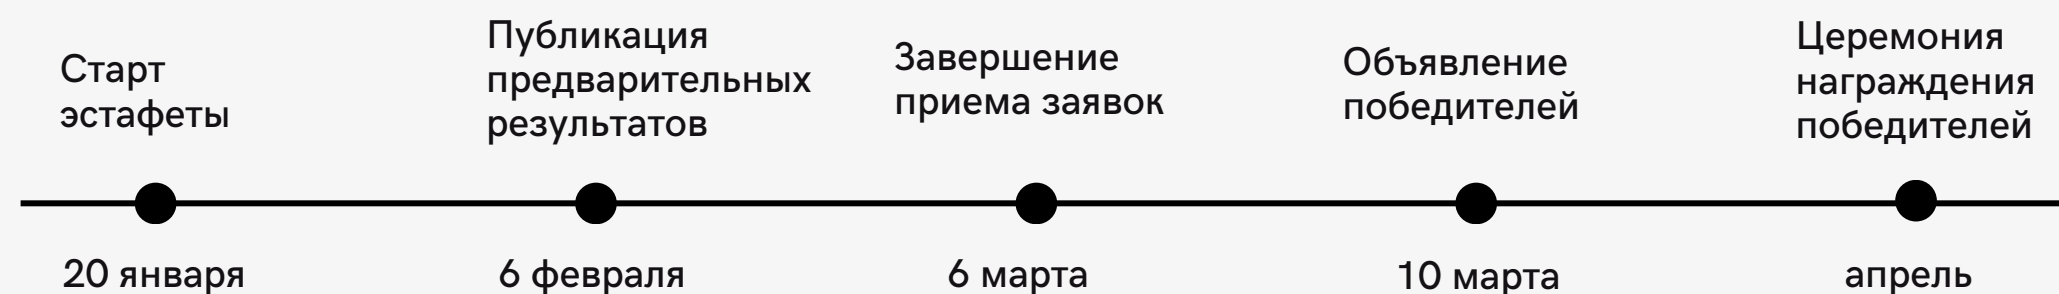 Старт
эстафеты
Публикация
предварительных
результатов
Завершение
приема заявок
Объявление
победителей
Церемония
награждения
победителей
20 января
6 февраля
6 марта
10 марта
апрель